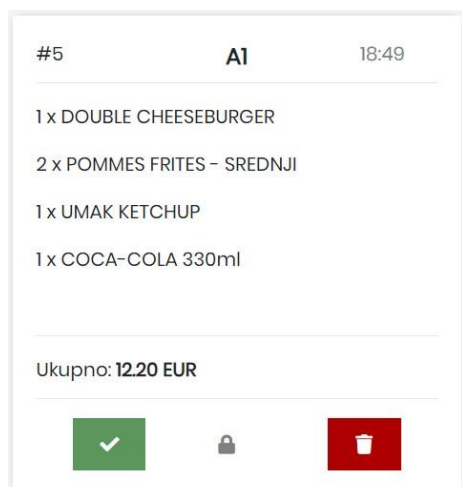 #5 A1 18:49
1 x DOUBLE CHEESEBURGER
2 x POMMES FRITES - SREDNJI
1 x UMAK KETCHUP
1 x COCA-COLA 330ml
Ukupno: 12.20 EUR